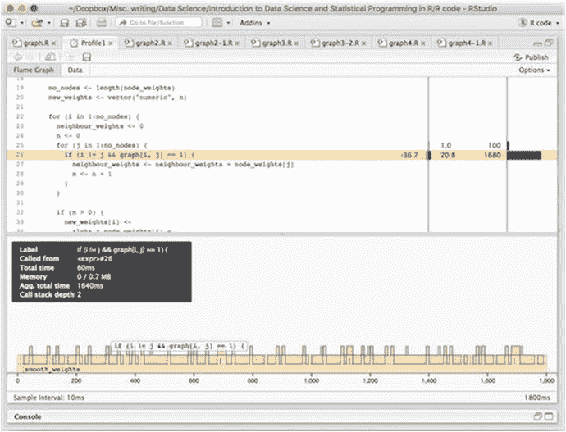 ~/Dropbox/Misc. writing/Data Science/Introduction to Data Science and Statistical Programming in R/R code - RStudio
Go to file/function Addins R code
graph.R Profile1 graph2.R graph2-1.R graph3.R graph3-2.R graph4.R graph4-1.R
Publish
Flame Graph Data Options
19 no_nodes <- length(node_weights)
20 new_weights <- vector("numeric", n)
21
22 for (i in 1:no_nodes) {
23 neighbour_weights <- 0
24 n <- 0
25 for (j in 1:no_nodes) { 1.0 100
26 if (i != j && graph[i, j] == 1) { -36.7 20.8 1680
27 neighbour_weights <- neighbour_weights + node_weights[j]
28 n <- n + 1
29 }
30 }
31
32 if (n > 0) {
33 new_weights[i] <-
Label if (i != j && graph[i, j] == 1) {
Called from <expr>#26
Total time 60ms
Memory 0 / 0.7 MB
Agg. total time 1640ms
Call stack depth 2
if (i != j && graph[i, j] == 1) {
smooth_weights
0 200 400 600 800 1,000 1,200 1,400 1,600 1,800
Sample Interval: 10ms 1800ms
Console